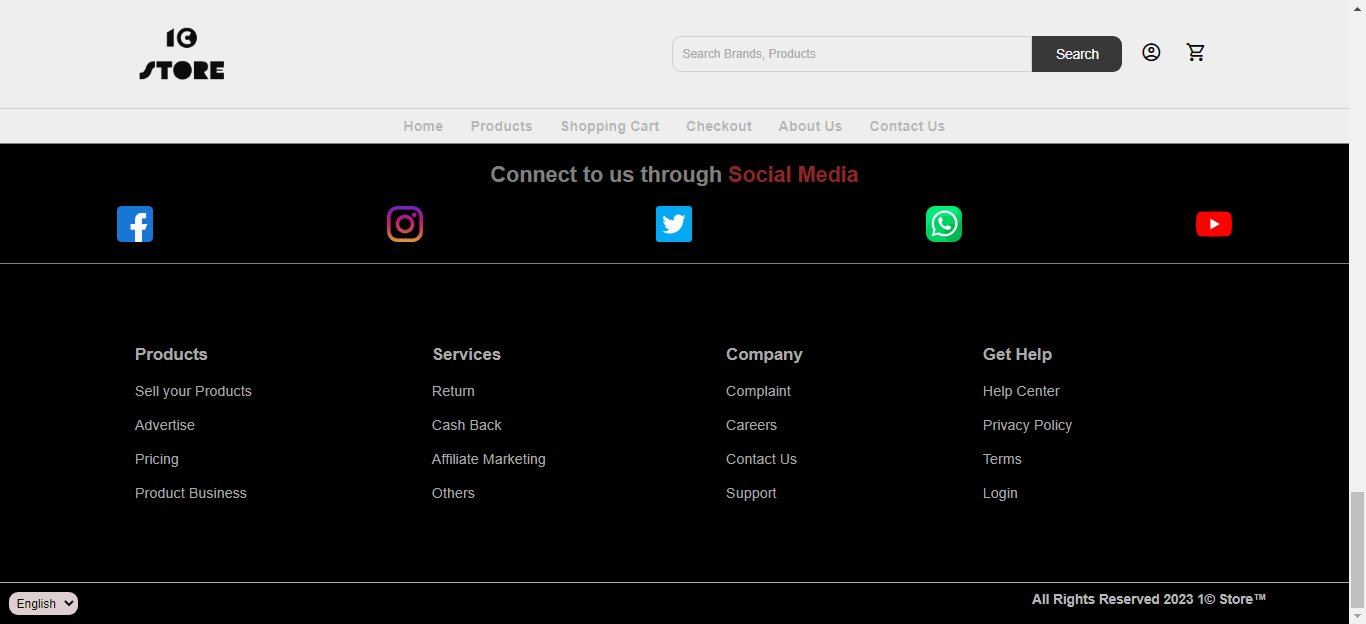 1C
STORE
Search Brands, Products
Search
Home Products Shopping Cart Checkout About Us Contact Us
Connect to us through Social Media
Products
Sell your Products
Advertise
Pricing
Product Business
Services
Return
Cash Back
Affiliate Marketing
Others
Company
Complaint
Careers
Contact Us
Support
Get Help
Help Center
Privacy Policy
Terms
Login
English
All Rights Reserved 2023 1© Store™